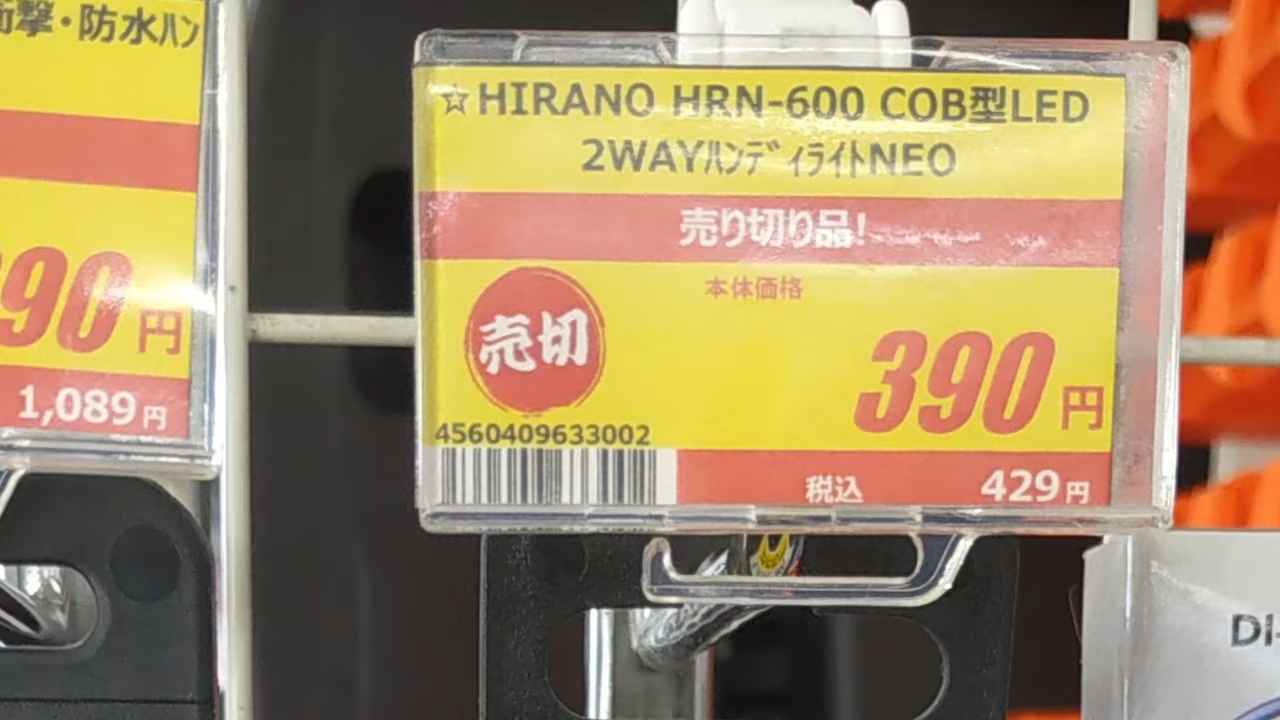 衝撃・防水ハン
90円
1,089円
☆HIRANO HRN-600 COB型LED
2WAYハンディライトNEO
売り切り品!
本体価格
売切
390円
4560409633002
税込 429円
DI-